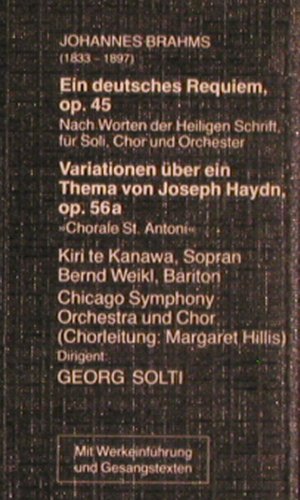 JOHANNES BRAHMS
(1833 – 1897)
Ein deutsches Requiem,
op. 45
Nach Worten der Heiligen Schrift,
für Soli, Chor und Orchester
Variationen über ein
Thema von Joseph Haydn,
op. 56a
»Chorale St. Antoni«
Kiri te Kanawa, Sopran
Bernd Weikl, Bariton
Chicago Symphony
Orchestra und Chor
(Chorleitung: Margaret Hillis)
Dirigent:
GEORG SOLTI
Mit Werkeinführung
und Gesangstexten